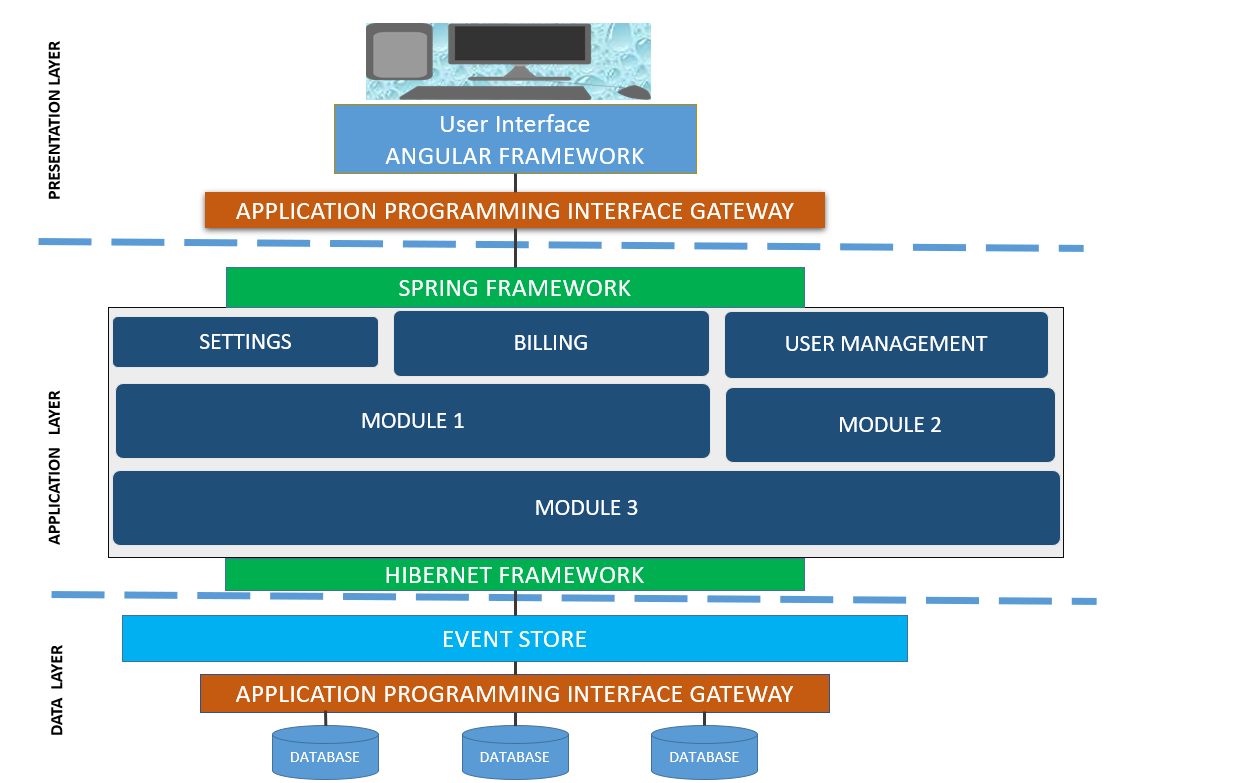 PRESENTATION LAYER
User Interface
ANGULAR FRAMEWORK
APPLICATION PROGRAMMING INTERFACE GATEWAY
SPRING FRAMEWORK
APPLICATION LAYER
SETTINGS
BILLING
USER MANAGEMENT
MODULE 1
MODULE 2
MODULE 3
HIBERNET FRAMEWORK
DATA LAYER
EVENT STORE
APPLICATION PROGRAMMING INTERFACE GATEWAY
DATABASE
DATABASE
DATABASE